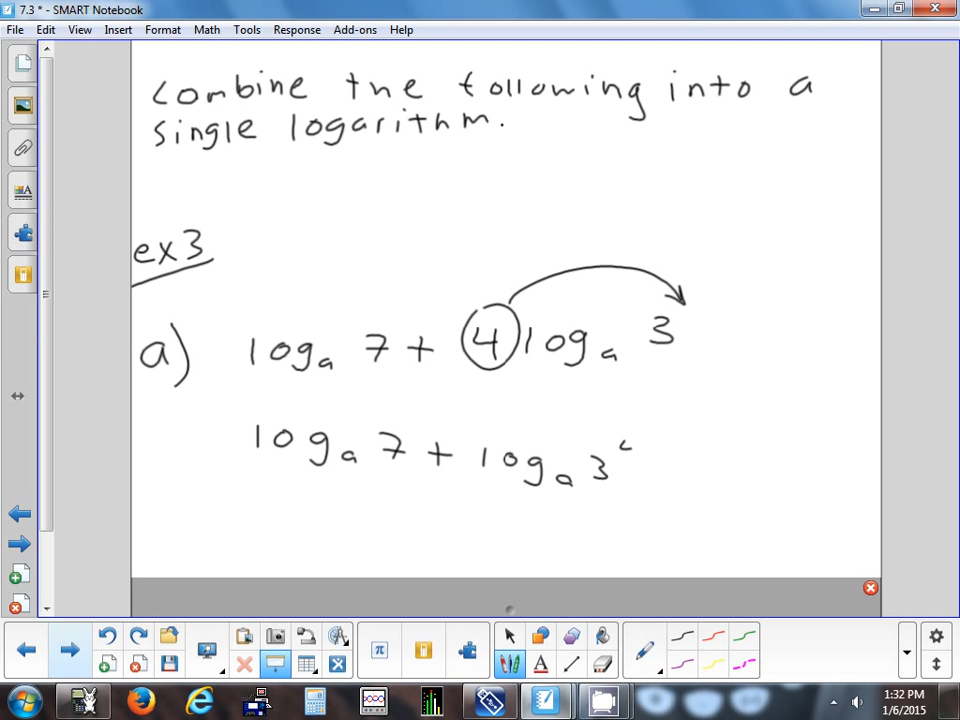 7.3 * - SMART Notebook
File Edit View Insert Format Math Tools Response Add-ons Help
combine the following into a
single logarithm.
ex3
a) logₐ 7 + 4 logₐ 3
logₐ 7 + logₐ 3
1:32 PM
1/6/2015